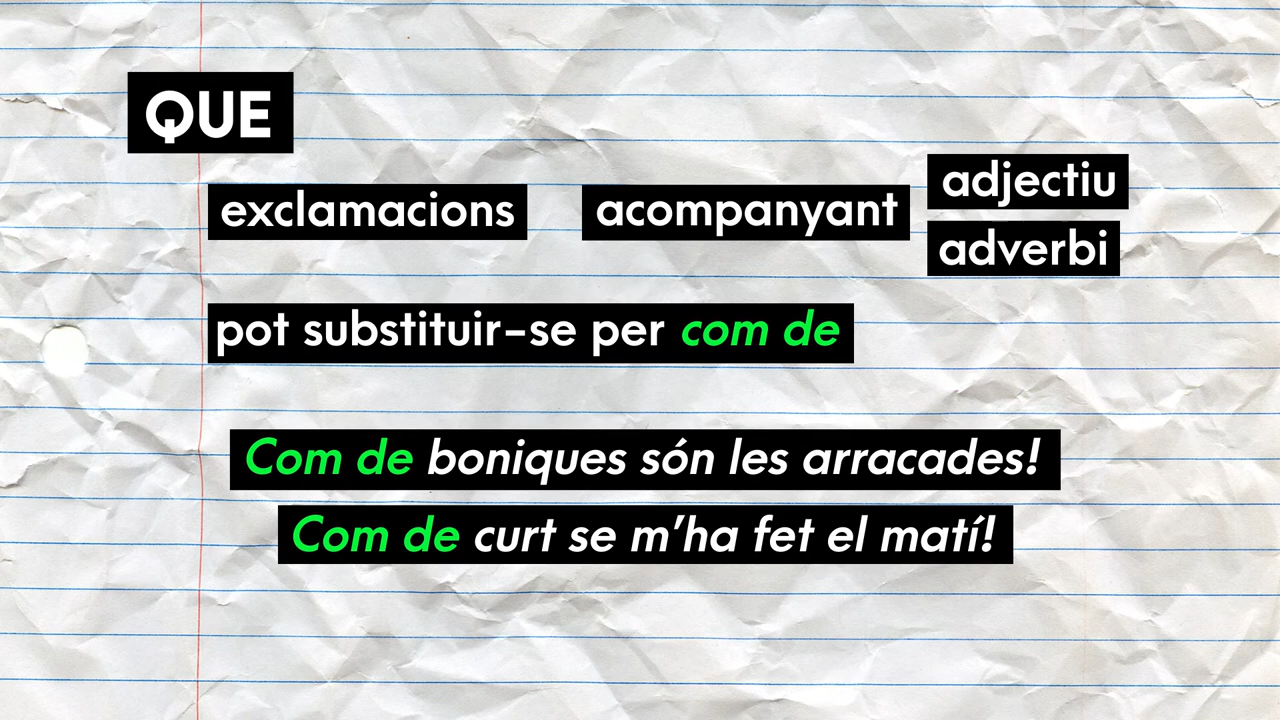 QUE
exclamacions acompanyant adjectiu
adverbi
pot substituir-se per com de
Com de boniques són les arracades!
Com de curt se m'ha fet el matí!